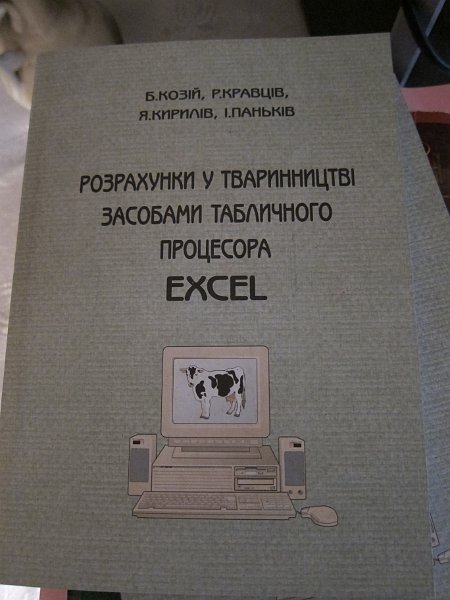 Б.КОЗІЙ, Р.КРАВЦІВ,
Я.КИРИЛІВ, І.ПАНЬКІВ
РОЗРАХУНКИ У ТВАРИННИЦТВІ
ЗАСОБАМИ ТАБЛИЧНОГО
ПРОЦЕСОРА
EXCEL